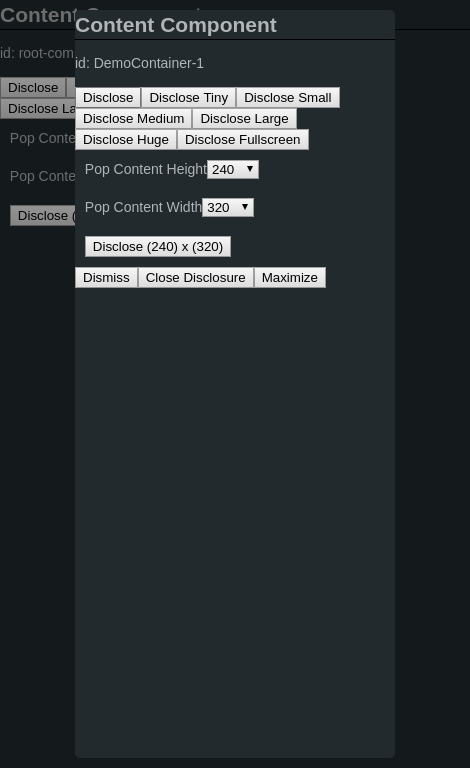 Content Component
id: root-com
Disclose
Disclose La
Pop Conte
Pop Conte
Disclose (
Content Component
id: DemoContainer-1
Disclose Disclose Tiny Disclose Small
Disclose Medium Disclose Large
Disclose Huge Disclose Fullscreen
Pop Content Height 240
Pop Content Width 320
Disclose (240) x (320)
Dismiss Close Disclosure Maximize